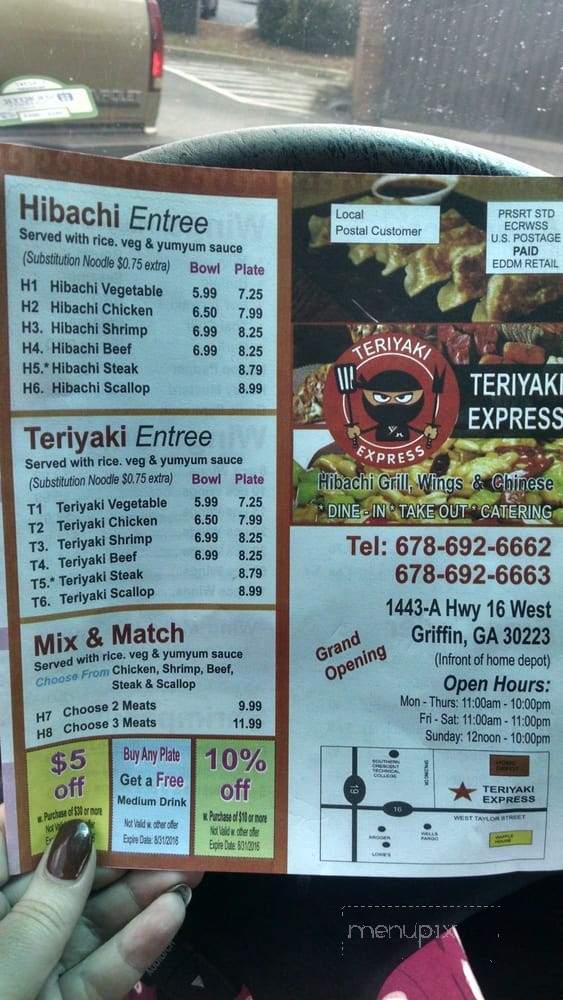 Hibachi Entree
Served with rice. veg & yumyum sauce
(Substitution Noodle $0.75 extra) Bowl Plate
H1 Hibachi Vegetable 5.99 7.25
H2 Hibachi Chicken 6.50 7.99
H3. Hibachi Shrimp 6.99 8.25
H4. Hibachi Beef 6.99 8.25
H5.* Hibachi Steak 8.79
H6. Hibachi Scallop 8.99
Teriyaki Entree
Served with rice. veg & yumyum sauce
(Substitution Noodle $0.75 extra) Bowl Plate
T1 Teriyaki Vegetable 5.99 7.25
T2 Teriyaki Chicken 6.50 7.99
T3. Teriyaki Shrimp 6.99 8.25
T4. Teriyaki Beef 6.99 8.25
T5.* Teriyaki Steak 8.79
T6. Teriyaki Scallop 8.99
Mix & Match
Served with rice. veg & yumyum sauce
Choose From Chicken, Shrimp, Beef,
Steak & Scallop
H7 Choose 2 Meats 9.99
H8 Choose 3 Meats 11.99
$5
off
w. Purchase of $30 or more
Not
Buy Any Plate
Get a Free
Medium Drink
Not Valid w. other offer
Expire Date: 8/31/2016
10%
off
w. Purchase of $10 or more
Not Valid w. other offer
Expire Date: 8/31/2016
Local
Postal Customer
PRSRT STD
ECRWSS
U.S. POSTAGE
PAID
EDDM RETAIL
TERIYAKI
EXPRESS
TERIYAKI
EXPRESS
Hibachi Grill, Wings & Chinese
* DINE - IN * TAKE OUT * CATERING
Tel: 678-692-6662
678-692-6663
1443-A Hwy 16 West
Griffin, GA 30223
(Infront of home depot)
Grand
Opening
Open Hours:
Mon - Thurs: 11:00am - 10:00pm
Fri - Sat: 11:00am - 11:00pm
Sunday: 12noon - 10:00pm
SOUTHERN
CRESCENT
TECHNICAL
COLLEGE
SPALDING DR
HOME
DEPOT
TERIYAKI
EXPRESS
19
16
WEST TAYLOR STREET
KROGER
LOWE'S
WELLS
FARGO
WAFFLE
HOUSE
menupix